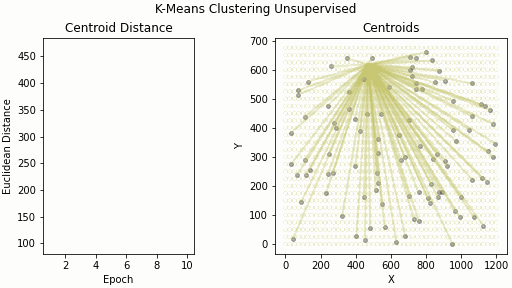 K-Means Clustering Unsupervised
Centroid Distance
Euclidean Distance
450
400
350
300
250
200
150
100
2 4 6 8 10
Epoch
Centroids
Y
700
600
500
400
300
200
100
0
0 200 400 600 800 1000 1200
X